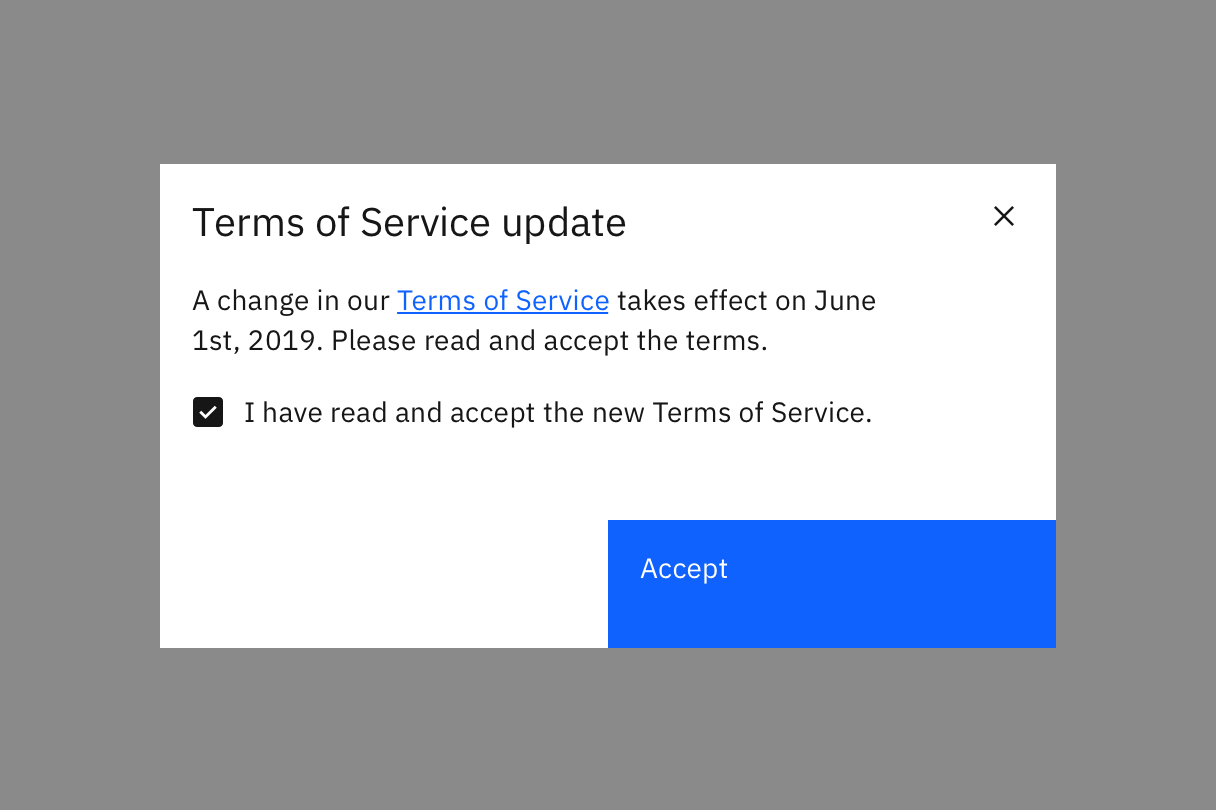 Terms of Service update
A change in our Terms of Service takes effect on June
1st, 2019. Please read and accept the terms.
I have read and accept the new Terms of Service.
Accept